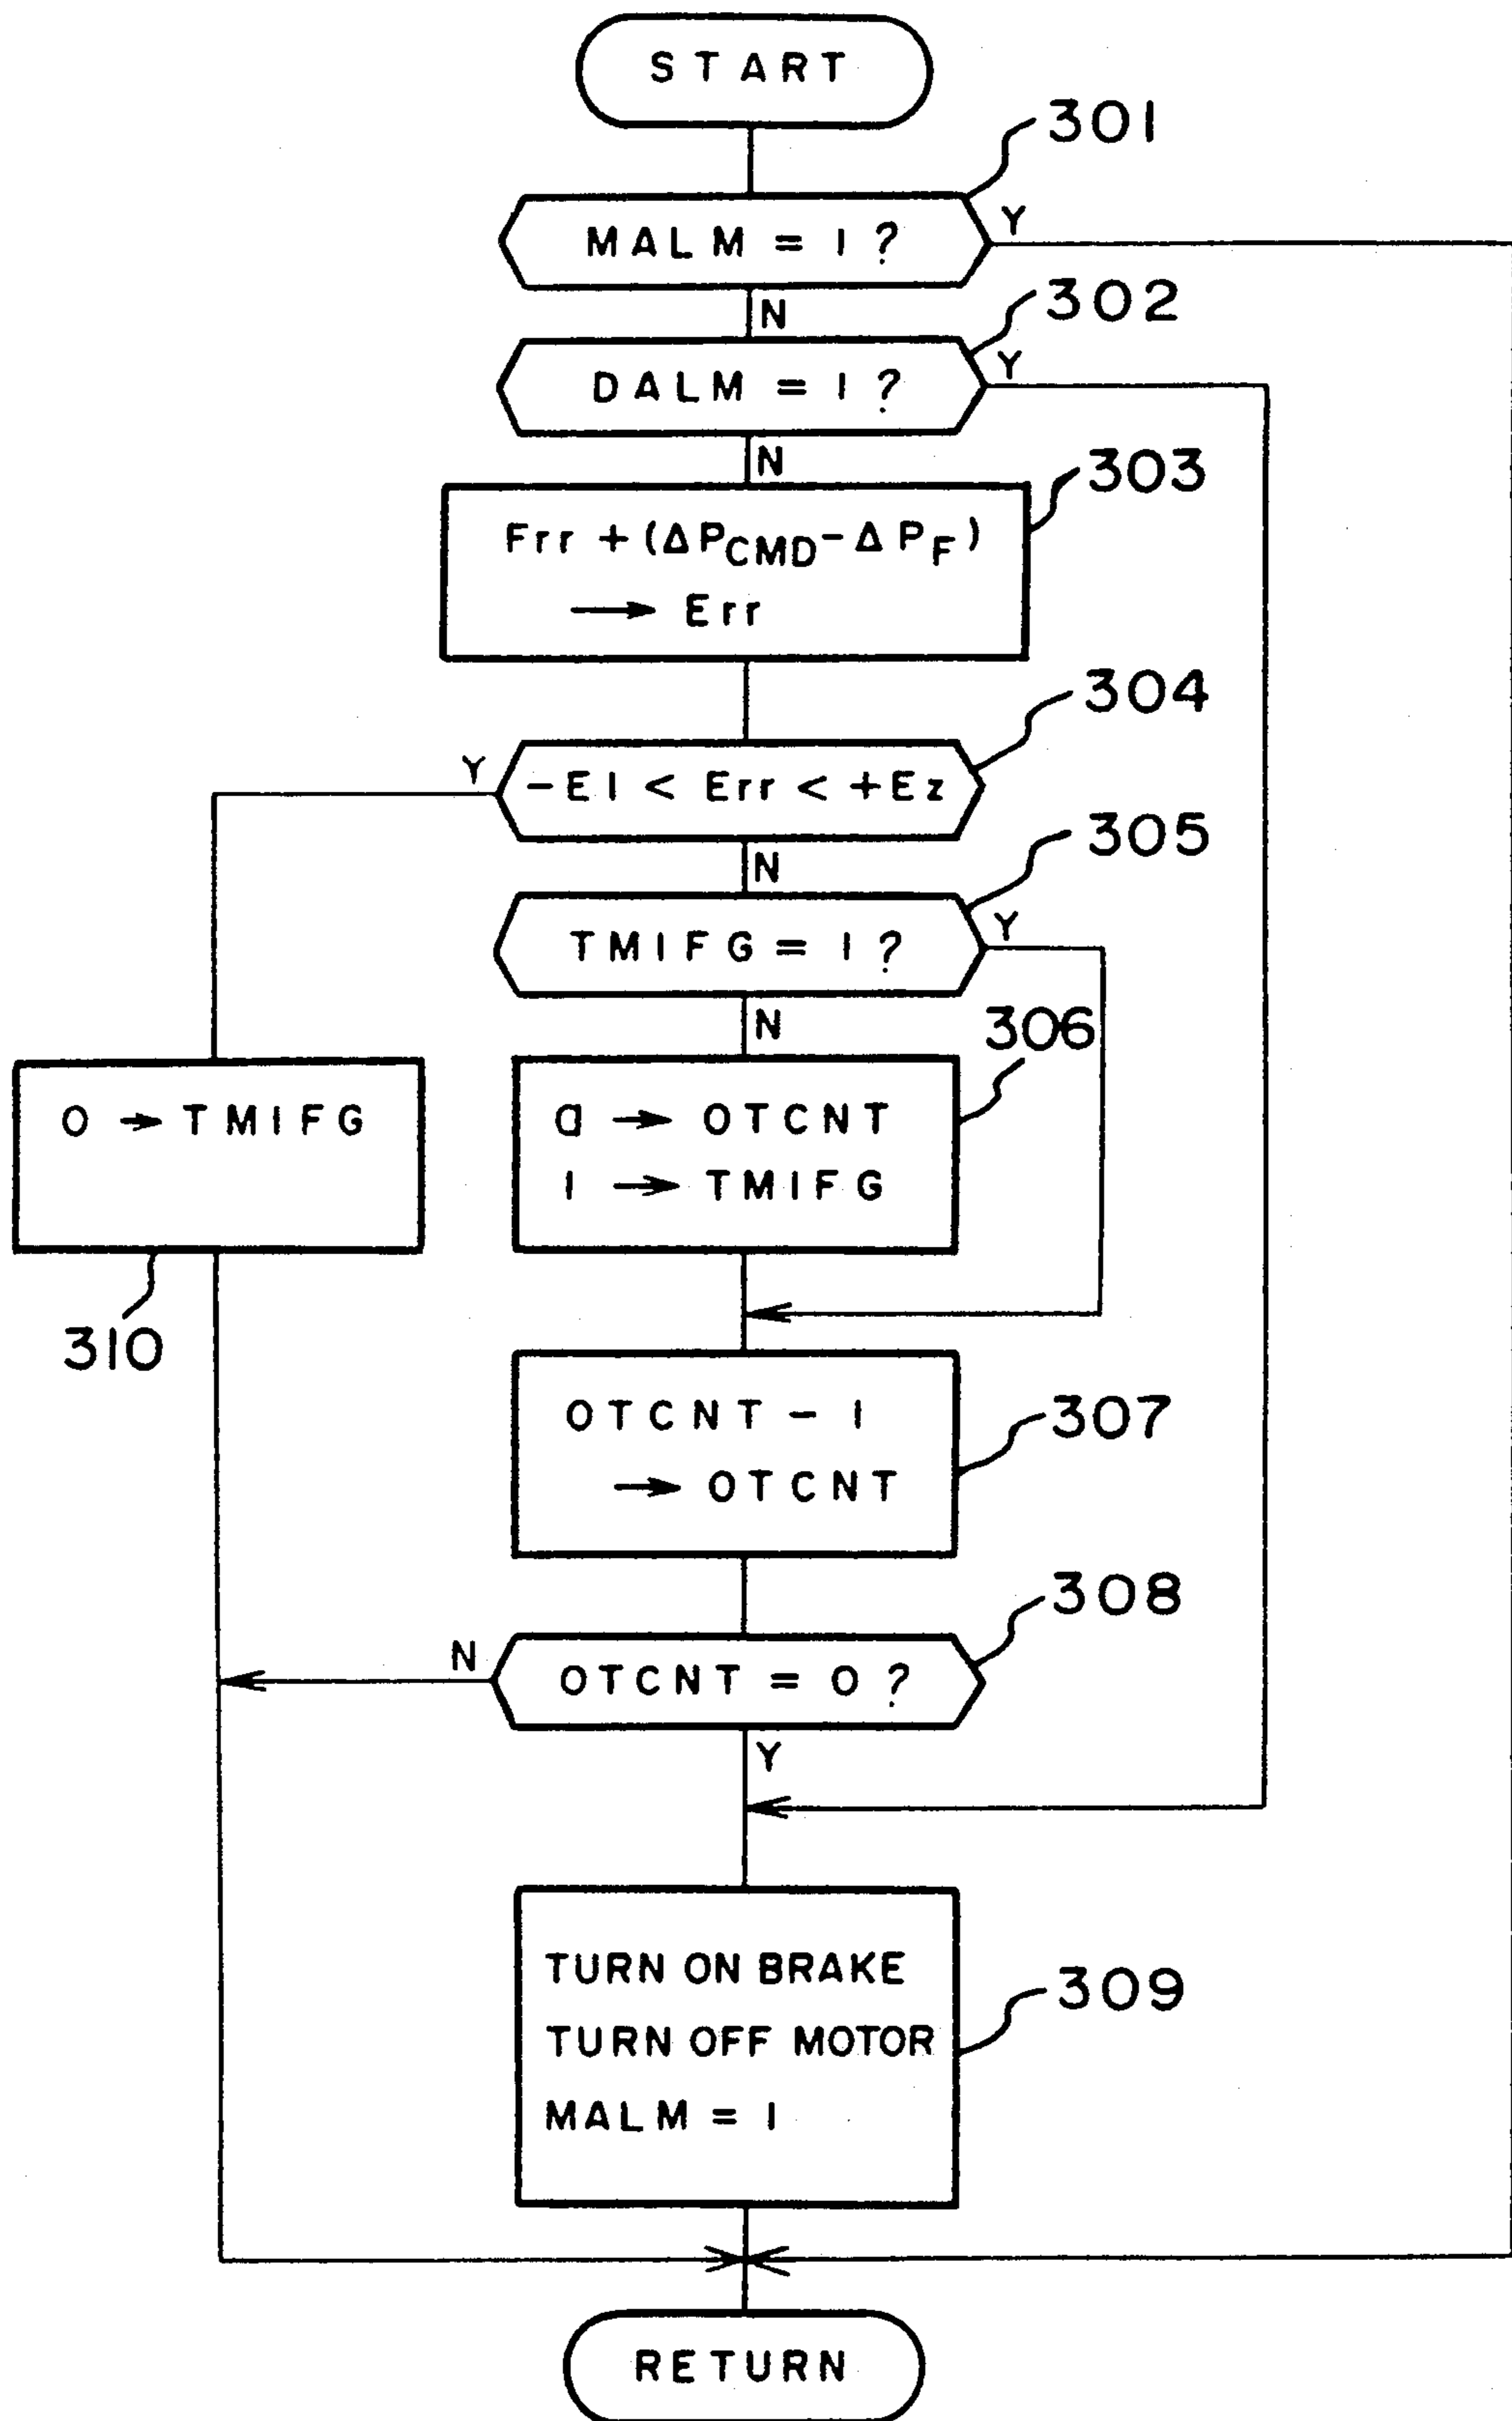 START
301
MALM = 1 ?
Y
N
302
DALM = 1 ?
Y
N
303
Frr + (ΔPCMD - ΔPF)
→ Err
304
Y
-E1 < Err < +Ez
N
305
TMIFG = 1 ?
Y
N
306
0 → TMIFG
a → OTCNT
1 → TMIFG
310
307
OTCNT - 1
→ OTCNT
308
N
OTCNT = 0 ?
Y
309
TURN ON BRAKE
TURN OFF MOTOR
MALM = 1
RETURN